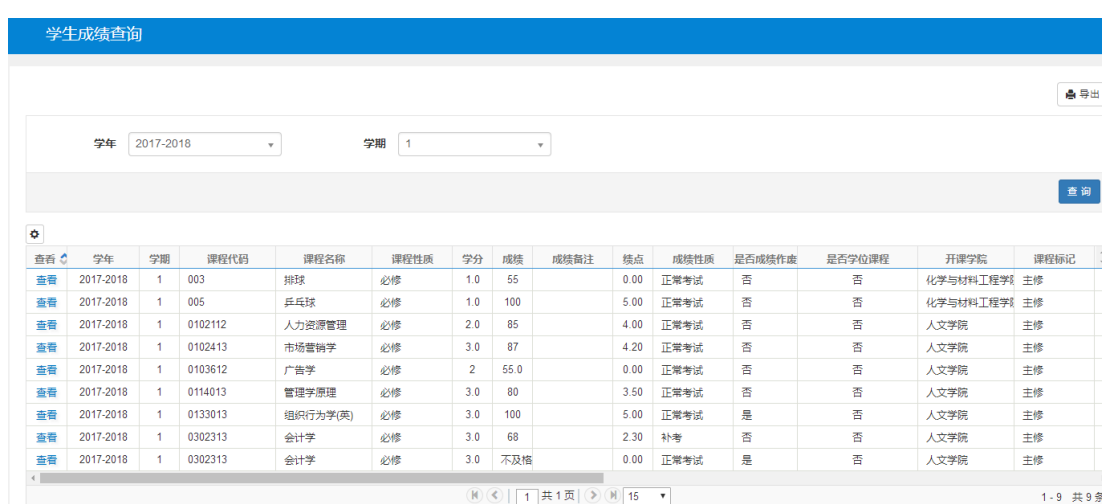 学生成绩查询
导出
学年 2017-2018 学期 1
查询
查看 学年 学期 课程代码 课程名称 课程性质 学分 成绩 成绩备注 绩点 成绩性质 是否成绩作废 是否学位课程 开课学院 课程标记
查看 2017-2018 1 003 排球 必修 1.0 55 0.00 正常考试 否 否 化学与材料工程学 主修
查看 2017-2018 1 005 乒乓球 必修 1.0 100 5.00 正常考试 否 否 化学与材料工程学 主修
查看 2017-2018 1 0102112 人力资源管理 必修 2.0 85 4.00 正常考试 否 否 人文学院 主修
查看 2017-2018 1 0102413 市场营销学 必修 3.0 87 4.20 正常考试 否 否 人文学院 主修
查看 2017-2018 1 0103612 广告学 必修 2 55.0 0.00 正常考试 否 否 人文学院 主修
查看 2017-2018 1 0114013 管理学原理 必修 3.0 80 3.50 正常考试 否 否 人文学院 主修
查看 2017-2018 1 0133013 组织行为学(英) 必修 3.0 100 5.00 正常考试 是 否 人文学院 主修
查看 2017-2018 1 0302313 会计学 必修 3.0 68 2.30 补考 否 否 人文学院 主修
查看 2017-2018 1 0302313 会计学 必修 3.0 不及格 0.00 正常考试 是 否 人文学院 主修
1 共1页 15 1-9 共9条